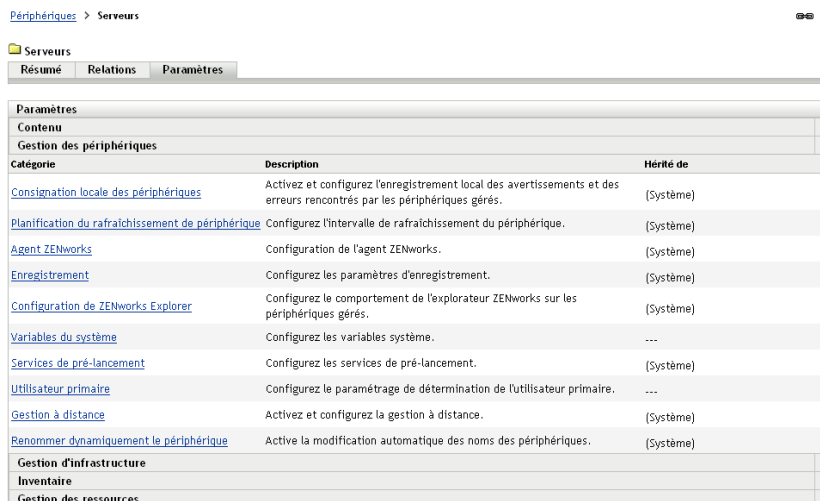 Périphériques > Serveurs
Serveurs
Résumé Relations Paramètres
Paramètres
Contenu
Gestion des périphériques
Catégorie Description Hérité de
Consignation locale des périphériques Activez et configurez l'enregistrement local des avertissements et des erreurs rencontrés par les périphériques gérés. (Système)
Planification du rafraîchissement de périphérique Configurez l'intervalle de rafraîchissement du périphérique. (Système)
Agent ZENworks Configuration de l'agent ZENworks. (Système)
Enregistrement Configurez les paramètres d'enregistrement. (Système)
Configuration de ZENworks Explorer Configurez le comportement de l'explorateur ZENworks sur les périphériques gérés. (Système)
Variables du système Configurez les variables système. ---
Services de pré-lancement Configurez les services de pré-lancement. (Système)
Utilisateur primaire Configurez le paramétrage de détermination de l'utilisateur primaire. ---
Gestion à distance Activez et configurez la gestion à distance. (Système)
Renommer dynamiquement le périphérique Active la modification automatique des noms des périphériques. (Système)
Gestion d'infrastructure
Inventaire
Gestion des ressources